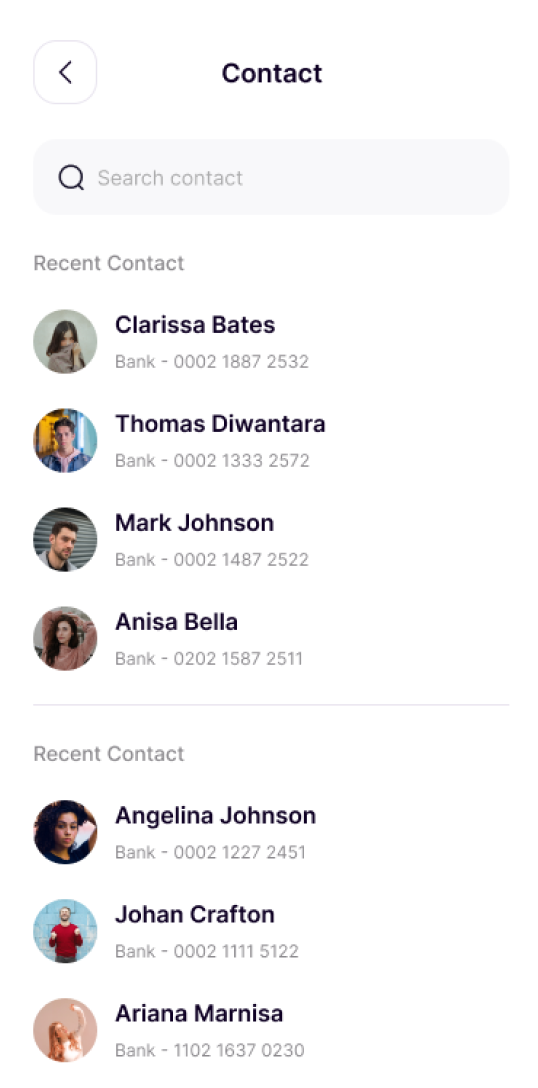 Contact
Search contact
Recent Contact
Clarissa Bates
Bank - 0002 1887 2532
Thomas Diwantara
Bank - 0002 1333 2572
Mark Johnson
Bank - 0002 1487 2522
Anisa Bella
Bank - 0202 1587 2511
Recent Contact
Angelina Johnson
Bank - 0002 1227 2451
Johan Crafton
Bank - 0002 1111 5122
Ariana Marnisa
Bank - 1102 1637 0230